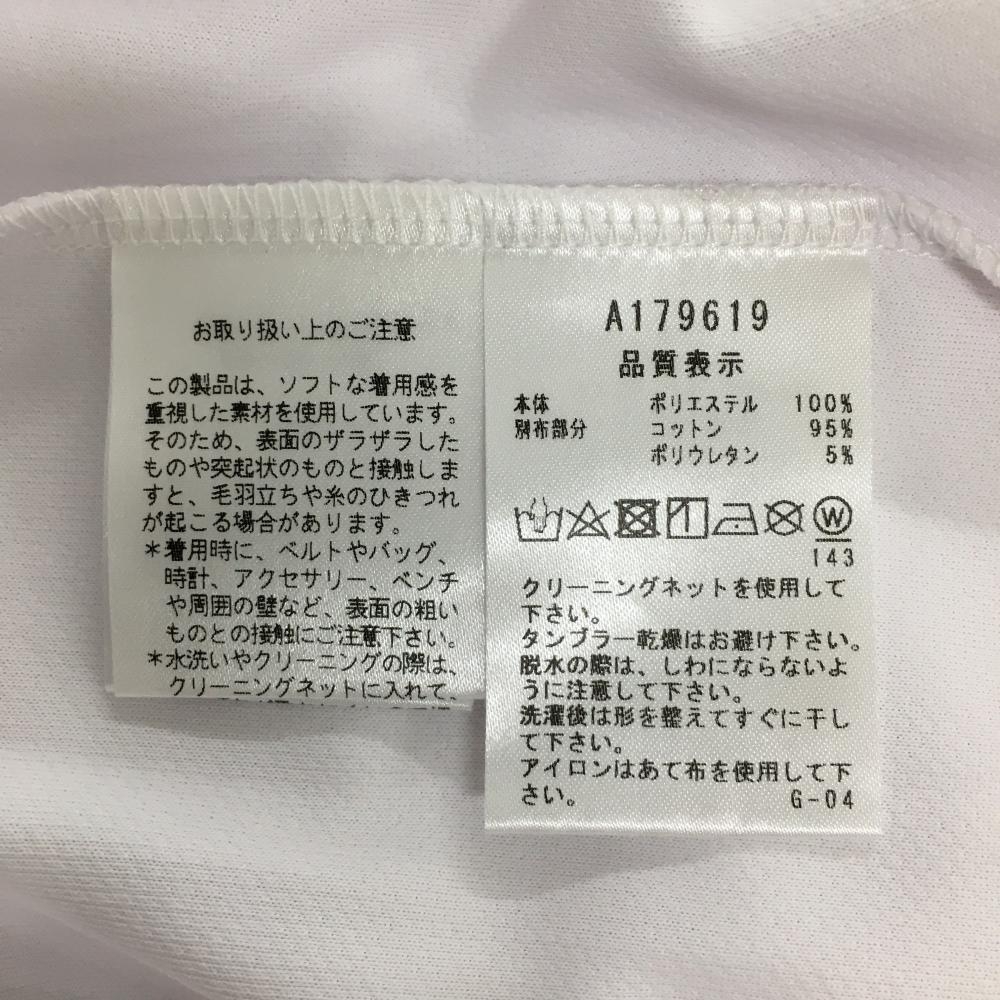 お取り扱い上のご注意
この製品は、ソフトな着用感を
重視した素材を使用しています。
そのため、表面のザラザラした
ものや突起状のものと接触しま
すと、毛羽立ちや糸のひきつれ
が起こる場合があります。
*着用時に、ベルトやバッグ、
時計、アクセサリー、ベンチ
や周囲の壁など、表面の粗い
ものとの接触にご注意下さい。
*水洗いやクリーニングの際は、
クリーニングネットに入れて、
A179619
品質表示
本体 ポリエステル 100%
別布部分 コットン 95%
ポリウレタン 5%
W
143
クリーニングネットを使用して
下さい。
タンブラー乾燥はお避け下さい。
脱水の際は、しわにならないよ
うに注意して下さい。
洗濯後は形を整えてすぐに干し
て下さい。
アイロンはあて布を使用して下
さい。 G-04